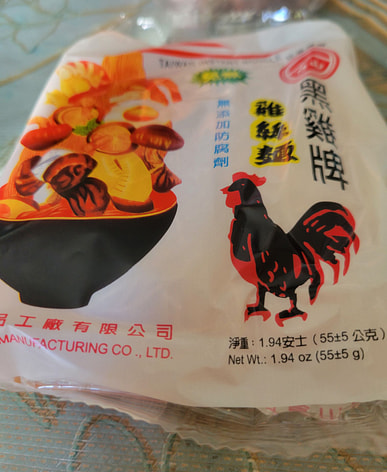 黑雞牌
雞絲麵
無添加防腐劑
品工廠有限公司
MANUFACTURING CO., LTD.
淨重：1.94安士（55±5 公克）
Net Wt.: 1.94 oz (55±5 g)